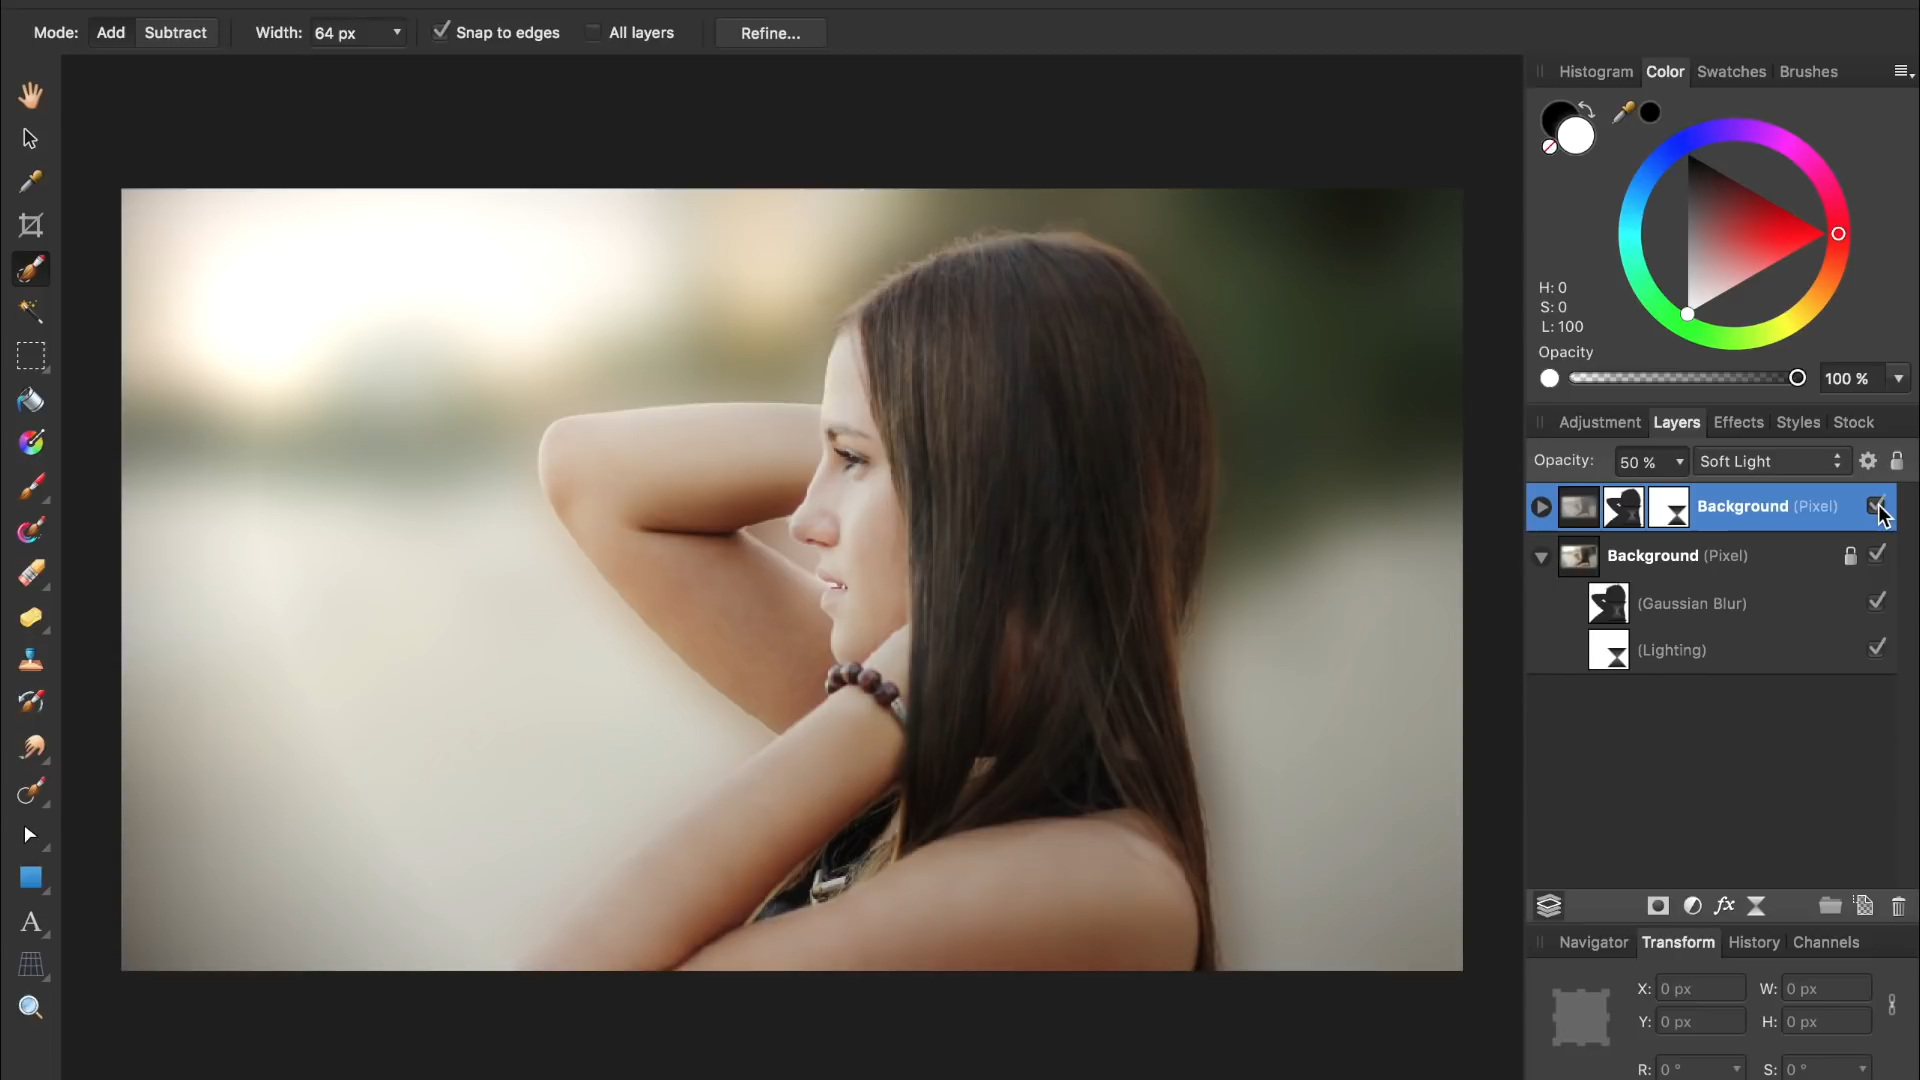 Mode: Add Subtract Width: 64 px Snap to edges All layers Refine...
Histogram Color Swatches Brushes
H: 0
S: 0
L: 100
Opacity
100 %
Adjustment Layers Effects Styles Stock
Opacity: 50 % Soft Light
Background (Pixel)
Background (Pixel)
(Gaussian Blur)
(Lighting)
fx
A
Navigator Transform History Channels
X: 0 px W: 0 px
Y: 0 px H: 0 px
R: 0 ° S: 0 °